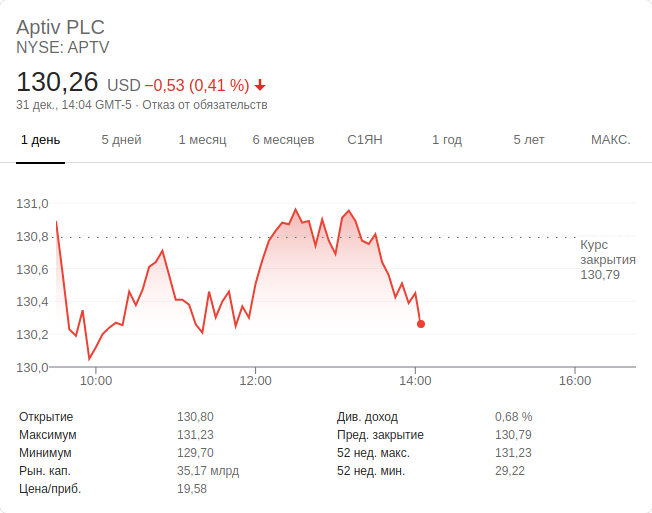 Aptiv PLC
NYSE: APTV
130,26 USD −0,53 (0,41 %)
31 дек., 14:04 GMT-5 · Отказ от обязательств
1 день 5 дней 1 месяц 6 месяцев С1ЯН 1 год 5 лет МАКС.
131,0
130,8
130,6
130,4
130,2
130,0
Курс
закрытия
130,79
10:00 12:00 14:00 16:00
Открытие 130,80 Див. доход 0,68 %
Максимум 131,23 Пред. закрытие 130,79
Минимум 129,70 52 нед. макс. 131,23
Рын. кап. 35,17 млрд 52 нед. мин. 29,22
Цена/приб. 19,58